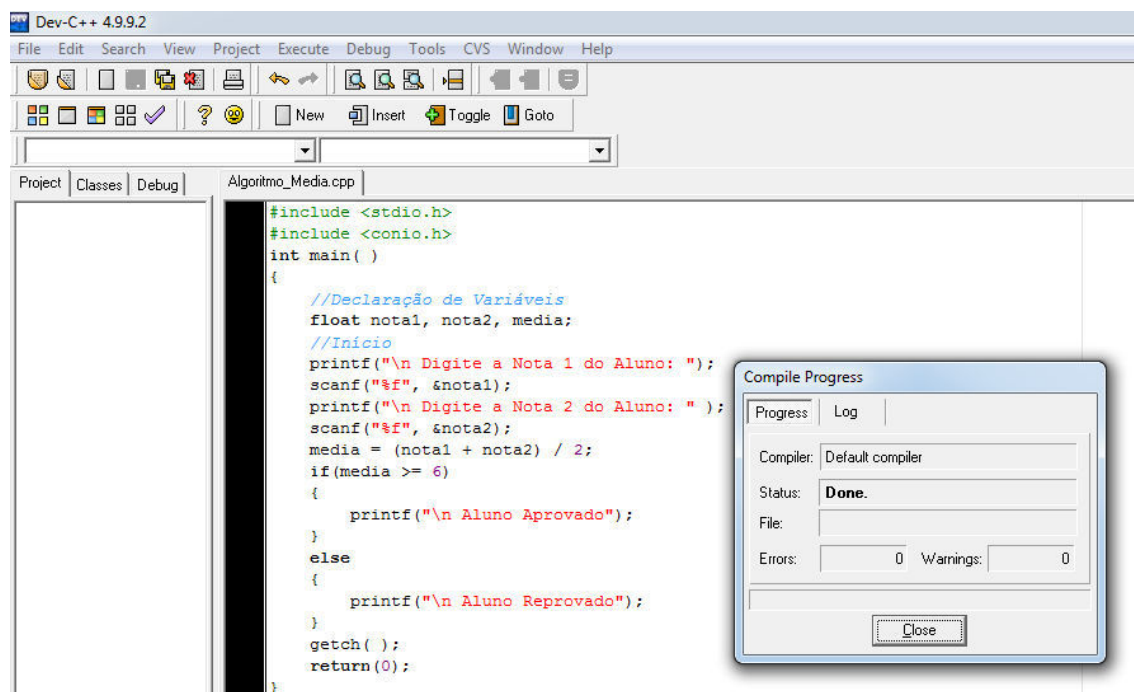 Dev-C++ 4.9.9.2
File Edit Search View Project Execute Debug Tools CVS Window Help
New Insert Toggle Goto
Project Classes Debug Algoritmo_Media.cpp
#include <stdio.h>
#include <conio.h>
int main( )
{
    //Declaração de Variáveis
    float nota1, nota2, media;
    //Início
    printf("\n Digite a Nota 1 do Aluno: ");
    scanf("%f", &nota1);
    printf("\n Digite a Nota 2 do Aluno: " );
    scanf("%f", &nota2);
    media = (nota1 + nota2) / 2;
    if(media >= 6)
    {
        printf("\n Aluno Aprovado");
    }
    else
    {
        printf("\n Aluno Reprovado");
    }
    getch( );
    return(0);
}
Compile Progress
Progress Log
Compiler: Default compiler
Status: Done.
File:
Errors: 0 Warnings: 0
Close